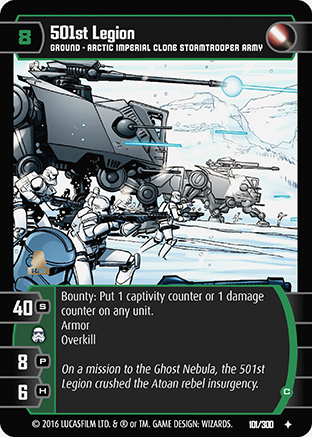 8
501st Legion
GROUND - ARCTIC IMPERIAL CLONE STORMTROOPER ARMY
40 S
Bounty: Put 1 captivity counter or 1 damage
counter on any unit.
Armor
Overkill
8 P
6 H
On a mission to the Ghost Nebula, the 501st
Legion crushed the Atoan rebel insurgency.
C
© 2016 LUCASFILM LTD. & ® or TM. GAME DESIGN: WIZARDS.
101/300